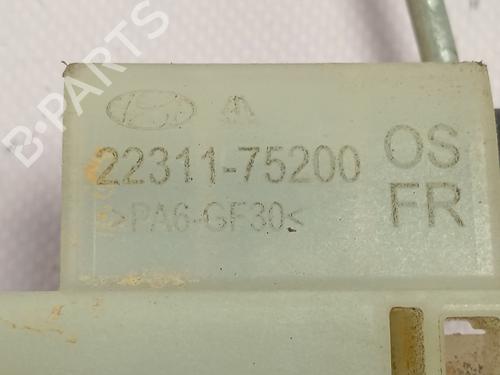 22311-75200
>PA6-GF30<
OS
FR
B-PARTS